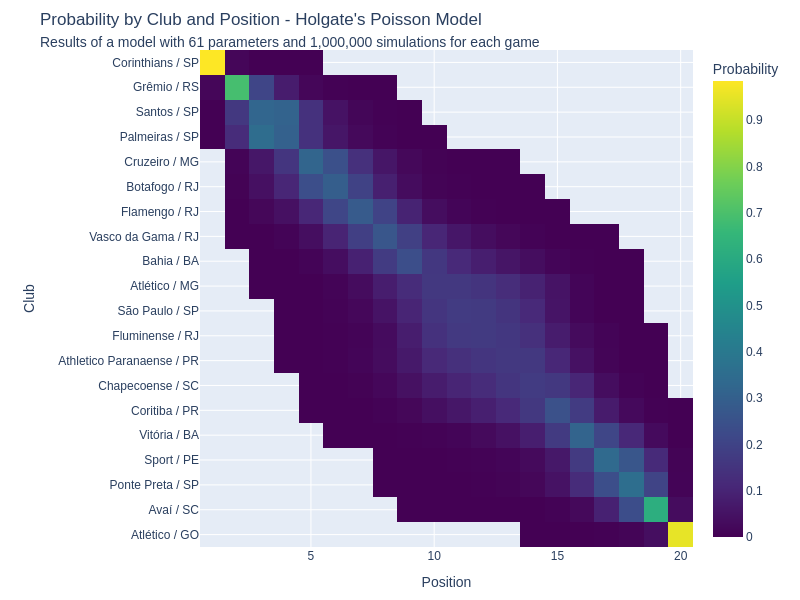 Probability by Club and Position - Holgate's Poisson Model
Results of a model with 61 parameters and 1,000,000 simulations for each game
Probability
Club
Corinthians / SP
Grêmio / RS
Santos / SP
Palmeiras / SP
Cruzeiro / MG
Botafogo / RJ
Flamengo / RJ
Vasco da Gama / RJ
Bahia / BA
Atlético / MG
São Paulo / SP
Fluminense / RJ
Athletico Paranaense / PR
Chapecoense / SC
Coritiba / PR
Vitória / BA
Sport / PE
Ponte Preta / SP
Avaí / SC
Atlético / GO
0.9
0.8
0.7
0.6
0.5
0.4
0.3
0.2
0.1
0
5 10 15 20
Position